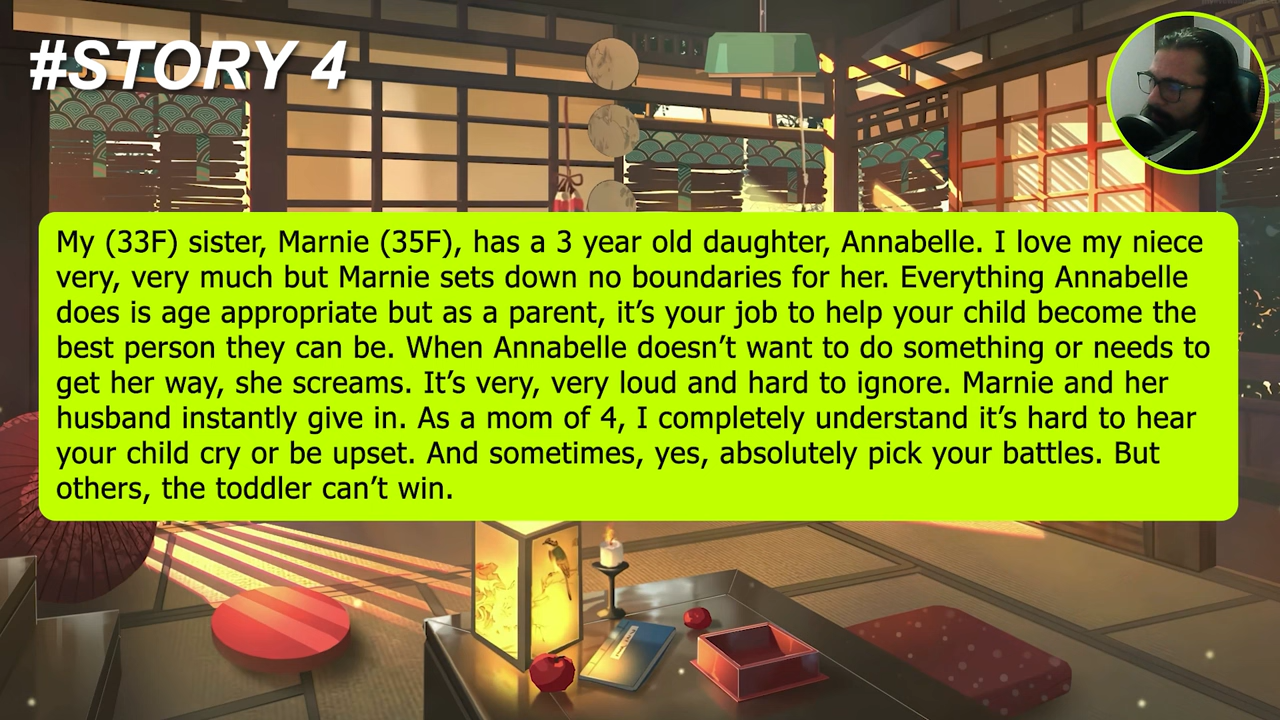 #STORY 4
My (33F) sister, Marnie (35F), has a 3 year old daughter, Annabelle. I love my niece
very, very much but Marnie sets down no boundaries for her. Everything Annabelle
does is age appropriate but as a parent, it’s your job to help your child become the
best person they can be. When Annabelle doesn’t want to do something or needs to
get her way, she screams. It’s very, very loud and hard to ignore. Marnie and her
husband instantly give in. As a mom of 4, I completely understand it’s hard to hear
your child cry or be upset. And sometimes, yes, absolutely pick your battles. But
others, the toddler can’t win.